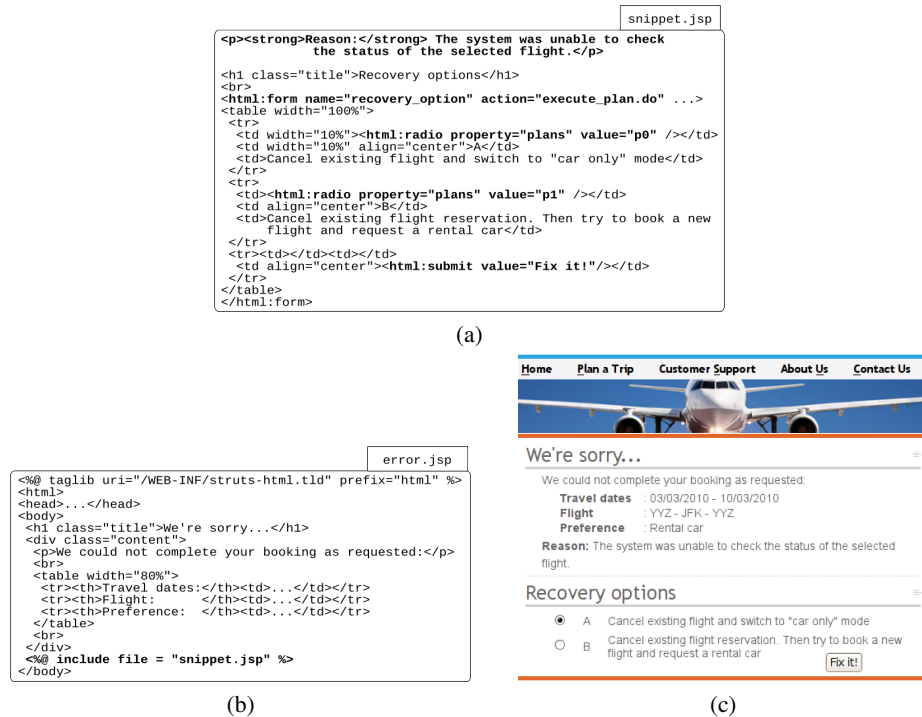 snippet.jsp
<p><strong>Reason:</strong> The system was unable to check
the status of the selected flight.</p>
<h1 class="title">Recovery options</h1>
<br>
<html:form name="recovery_option" action="execute_plan.do" ...>
<table width="100%">
<tr>
<td width="10%"><html:radio property="plans" value="p0" /></td>
<td width="10%" align="center">A</td>
<td>Cancel existing flight and switch to "car only" mode</td>
</tr>
<tr>
<td><html:radio property="plans" value="p1" /></td>
<td align="center">B</td>
<td>Cancel existing flight reservation. Then try to book a new
flight and request a rental car</td>
</tr>
<tr><td></td><td></td>
<td align="center"><html:submit value="Fix it!"/></td>
</tr>
</table>
</html:form>
(a)
error.jsp
<%@ taglib uri="/WEB-INF/struts-html.tld" prefix="html" %>
<html>
<head>...</head>
<body>
<h1 class="title">We're sorry...</h1>
<div class="content">
<p>We could not complete your booking as requested:</p>
<br>
<table width="80%">
<tr><th>Travel dates:</th><td>...</td></tr>
<tr><th>Flight: </th><td>...</td></tr>
<tr><th>Preference: </th><td>...</td></tr>
</table>
<br>
</div>
<%@ include file = "snippet.jsp" %>
</body>
(b)
Home Plan a Trip Customer Support About Us Contact Us
We're sorry...
We could not complete your booking as requested:
Travel dates : 03/03/2010 - 10/03/2010
Flight : YYZ - JFK - YYZ
Preference : Rental car
Reason: The system was unable to check the status of the selected
flight.
Recovery options
A Cancel existing flight and switch to "car only" mode
B Cancel existing flight reservation. Then try to book a new
flight and request a rental car
Fix it!
(c)